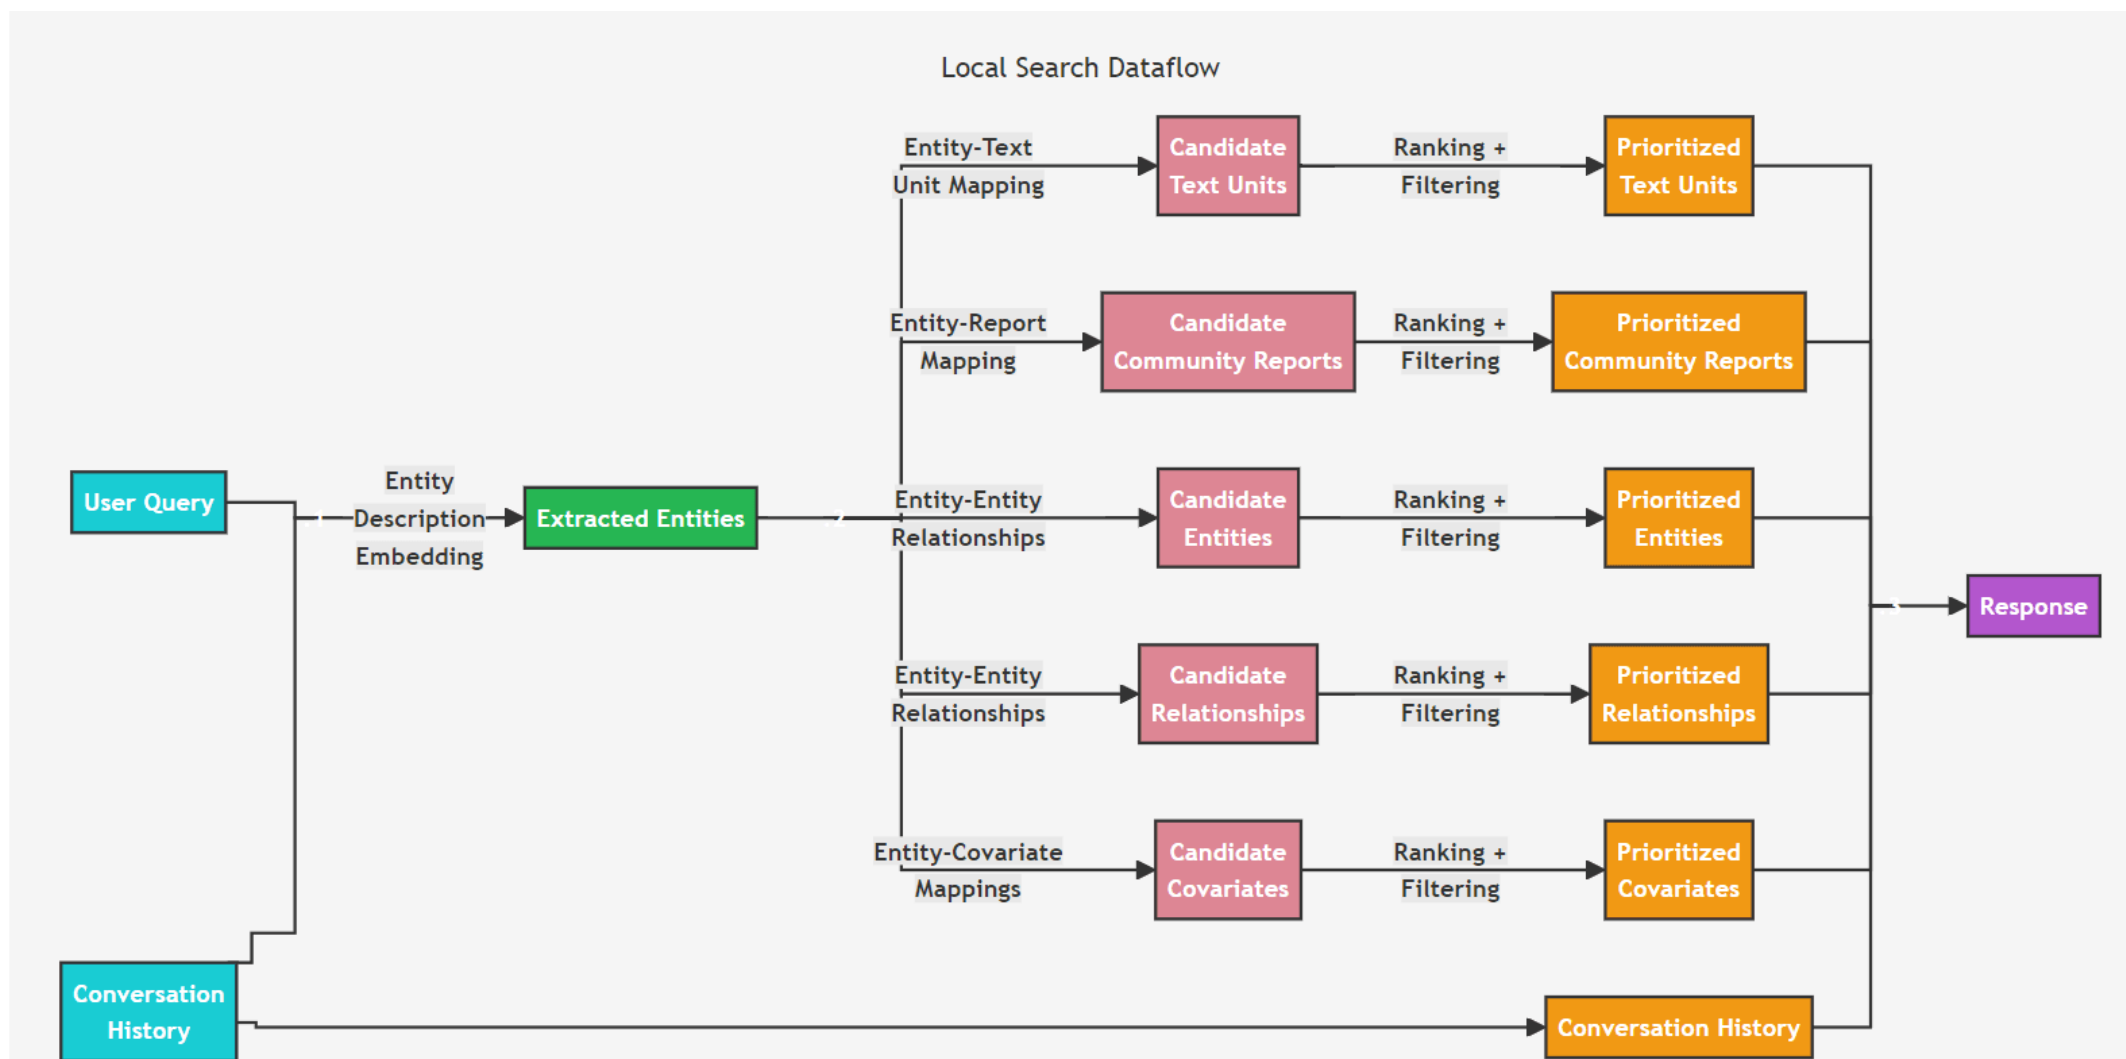 Local Search Dataflow
Entity-Text
Unit Mapping
Candidate
Text Units
Ranking +
Filtering
Prioritized
Text Units
Entity-Report
Mapping
Candidate
Community Reports
Ranking +
Filtering
Prioritized
Community Reports
User Query
.1
Entity
Description
Embedding
Extracted Entities
.2
Entity-Entity
Relationships
Candidate
Entities
Ranking +
Filtering
Prioritized
Entities
.3
Response
Entity-Entity
Relationships
Candidate
Relationships
Ranking +
Filtering
Prioritized
Relationships
Entity-Covariate
Mappings
Candidate
Covariates
Ranking +
Filtering
Prioritized
Covariates
Conversation
History
Conversation History